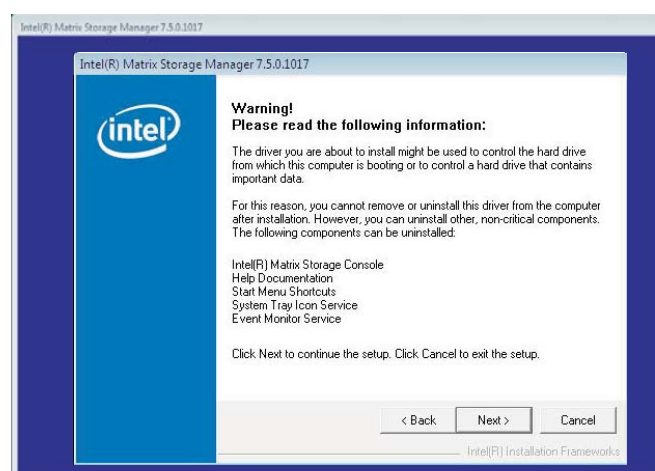 Intel(R) Matrix Storage Manager 7.5.0.1017
Intel(R) Matrix Storage Manager 7.5.0.1017
intel
Warning!
Please read the following information:
The driver you are about to install might be used to control the hard drive
from which this computer is booting or to control a hard drive that contains
important data.
For this reason, you cannot remove or uninstall this driver from the computer
after installation. However, you can uninstall other, non-critical components.
The following components can be uninstalled:
Intel(R) Matrix Storage Console
Help Documentation
Start Menu Shortcuts
System Tray Icon Service
Event Monitor Service
Click Next to continue the setup. Click Cancel to exit the setup.
< Back Next > Cancel
Intel(R) Installation Frameworks